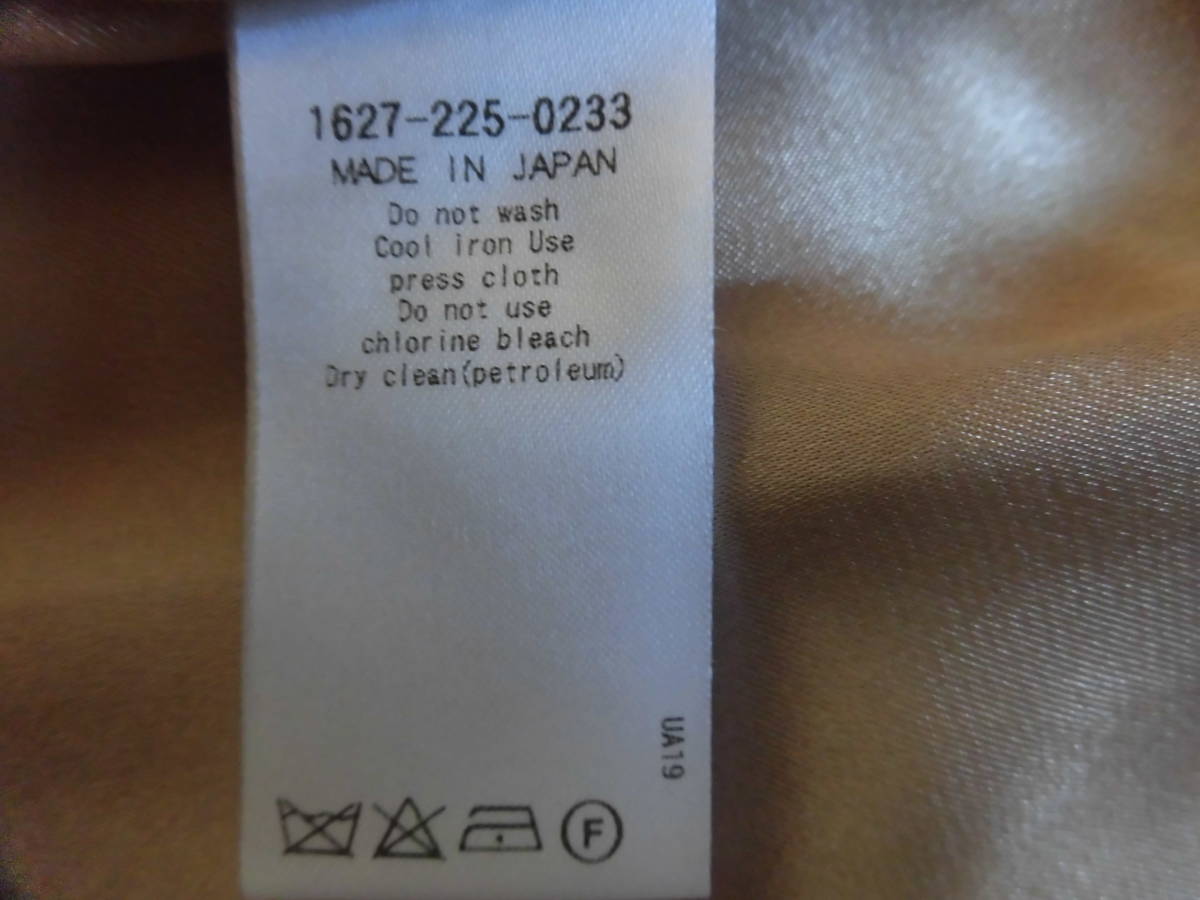 1627-225-0233
MADE IN JAPAN
Do not wash
Cool iron Use
press cloth
Do not use
chlorine bleach
Dry clean(petroleum)
UA19
F